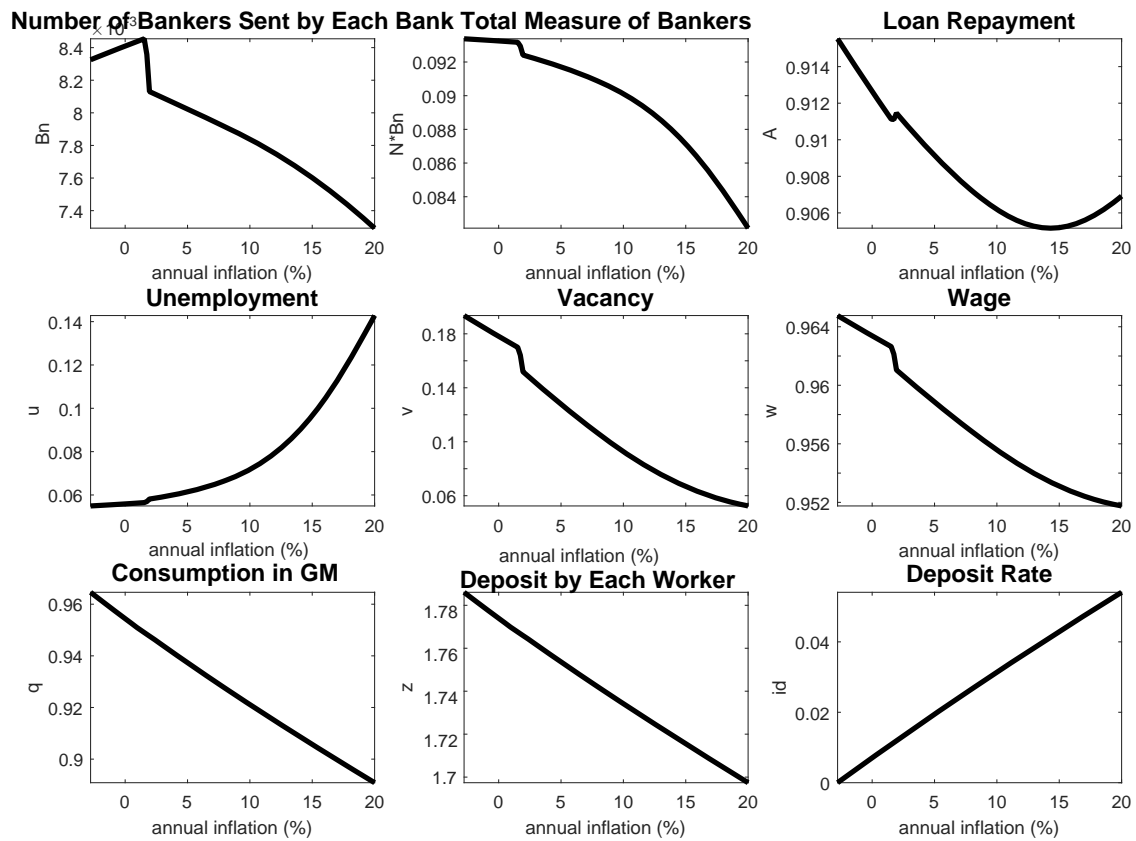 Number of Bankers Sent by Each Bank
Total Measure of Bankers
Loan Repayment
×10-3
8.4
8.2
8
7.8
7.6
7.4
Bn
0 5 10 15 20
annual inflation (%)
0.092
0.09
0.088
0.086
0.084
N*Bn
0 5 10 15 20
annual inflation (%)
0.914
0.912
0.91
0.908
0.906
A
0 5 10 15 20
annual inflation (%)
Unemployment
0.14
0.12
0.1
0.08
0.06
u
0 5 10 15 20
annual inflation (%)
Vacancy
0.18
0.14
0.1
0.06
v
0 5 10 15 20
annual inflation (%)
Wage
0.964
0.96
0.956
0.952
w
0 5 10 15 20
annual inflation (%)
Consumption in GM
0.96
0.94
0.92
0.9
q
0 5 10 15 20
annual inflation (%)
Deposit by Each Worker
1.78
1.76
1.74
1.72
1.7
z
0 5 10 15 20
annual inflation (%)
Deposit Rate
0.04
0.02
0
id
0 5 10 15 20
annual inflation (%)